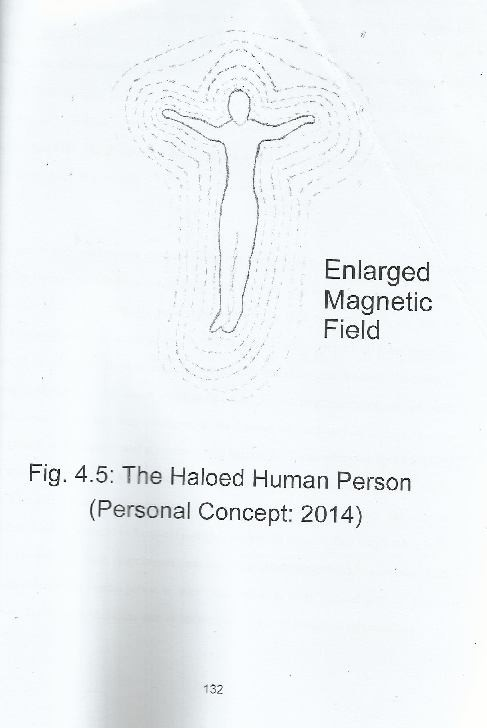 Enlarged
Magnetic
Field
Fig. 4.5: The Haloed Human Person
(Personal Concept: 2014)
132